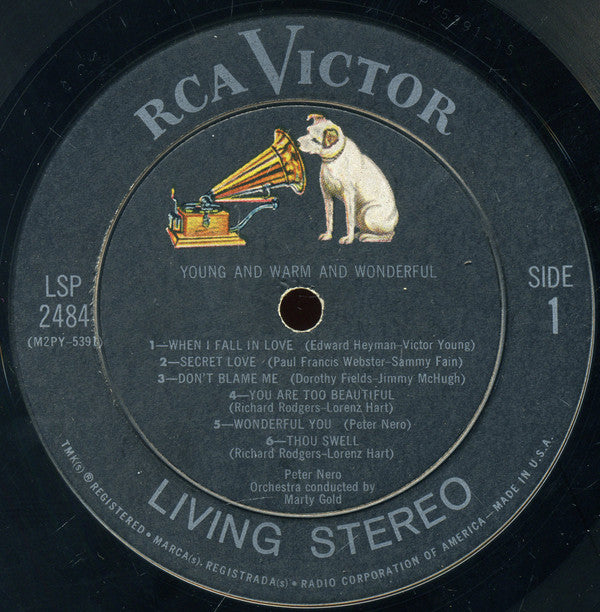 RCA VICTOR
YOUNG AND WARM AND WONDERFUL
LSP
2484
(M2PY-5391)
SIDE
1
1—WHEN I FALL IN LOVE (Edward Heyman-Victor Young)
2—SECRET LOVE (Paul Francis Webster-Sammy Fain)
3—DON'T BLAME ME (Dorothy Fields-Jimmy McHugh)
4—YOU ARE TOO BEAUTIFUL
(Richard Rodgers-Lorenz Hart)
5—WONDERFUL YOU (Peter Nero)
6—THOU SWELL
(Richard Rodgers-Lorenz Hart)
Peter Nero
Orchestra conducted by
Marty Gold
LIVING STEREO
TMK(s) ® REGISTERED • MARCA(s). REGISTRADA(s) • RADIO CORPORATION OF AMERICA—MADE IN U.S.A.